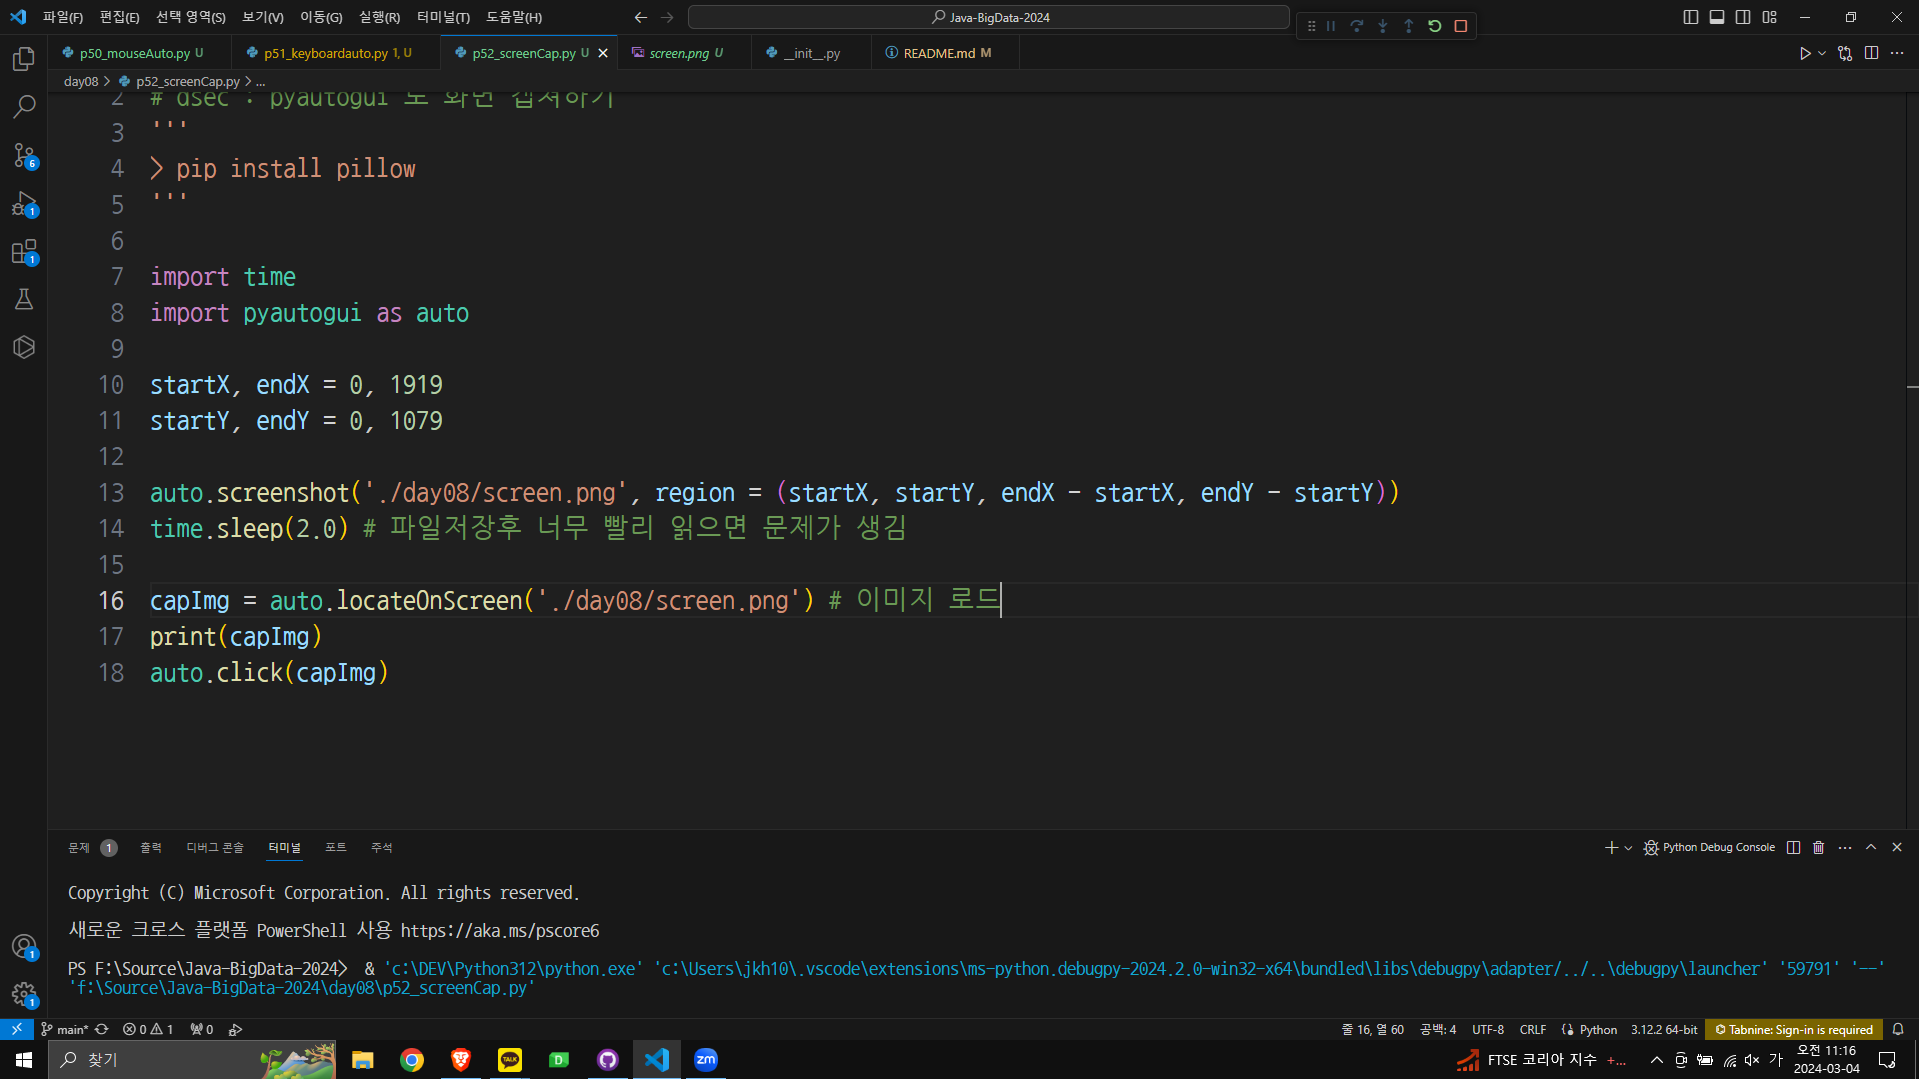 파일(F) 편집(E) 선택 영역(S) 보기(V) 이동(G) 실행(R) 터미널(T) 도움말(H) Java-BigData-2024
p50_mouseAuto.py U p51_keyboardauto.py 1, U p52_screenCap.py U screen.png U __init__.py README.md M
day08 > p52_screenCap.py > ...
2 # dsec : pyautogui 로 화면 캡쳐하기
3 '''
4 > pip install pillow
5 '''
6
7 import time
8 import pyautogui as auto
9
10 startX, endX = 0, 1919
11 startY, endY = 0, 1079
12
13 auto.screenshot('./day08/screen.png', region = (startX, startY, endX - startX, endY - startY))
14 time.sleep(2.0) # 파일저장후 너무 빨리 읽으면 문제가 생김
15
16 capImg = auto.locateOnScreen('./day08/screen.png') # 이미지 로드
17 print(capImg)
18 auto.click(capImg)
6
1
1
1
1
문제 1 출력 디버그 콘솔 터미널 포트 주석 Python Debug Console
Copyright (C) Microsoft Corporation. All rights reserved.
새로운 크로스 플랫폼 PowerShell 사용 https://aka.ms/pscore6
PS F:\Source\Java-BigData-2024> & 'c:\DEV\Python312\python.exe' 'c:\Users\jkh10\.vscode\extensions\ms-python.debugpy-2024.2.0-win32-x64\bundled\libs\debugpy\adapter/../..\debugpy\launcher' '59791' '--'
'f:\Source\Java-BigData-2024\day08\p52_screenCap.py'
main* 0 1 0 줄 16, 열 60 공백: 4 UTF-8 CRLF Python 3.12.2 64-bit Tabnine: Sign-in is required
찾기 TALK D zm FTSE 코리아 지수 +... 가 오전 11:16
2024-03-04